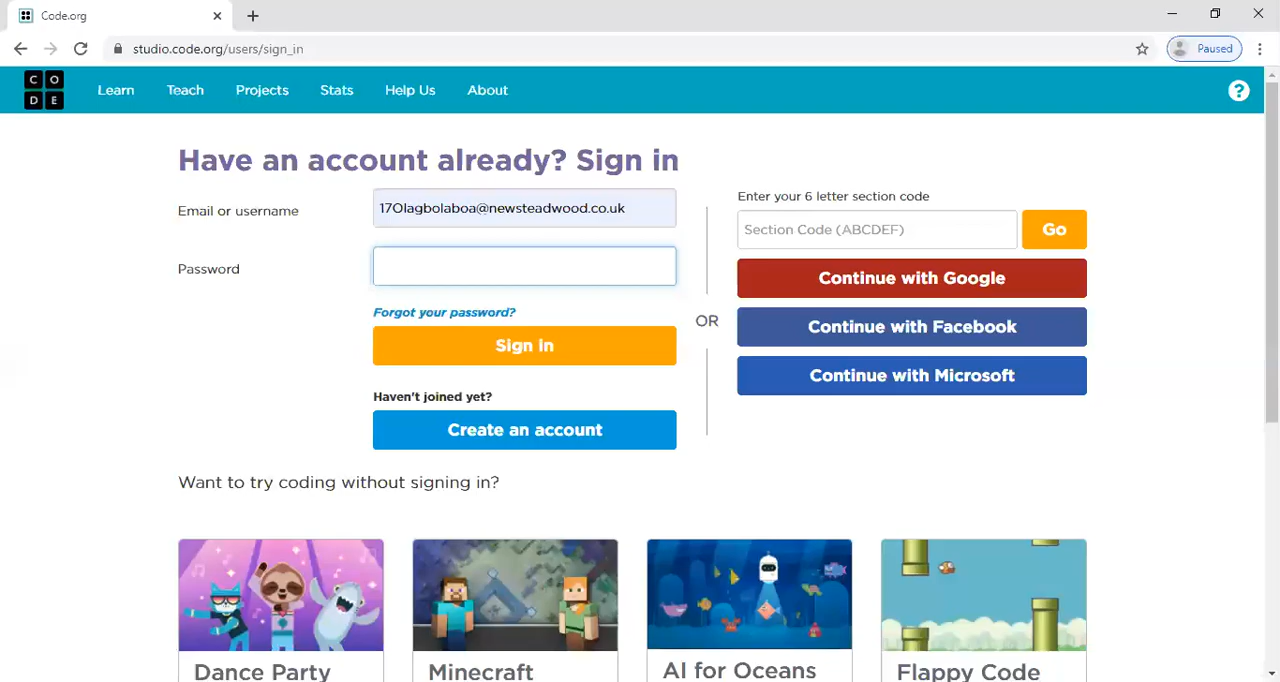 Code.org
studio.code.org/users/sign_in
Paused
CODE
Learn Teach Projects Stats Help Us About
?
Have an account already? Sign in
Email or username
17Olagbolaboa@newsteadwood.co.uk
Password
Forgot your password?
Sign in
Haven't joined yet?
Create an account
OR
Enter your 6 letter section code
Section Code (ABCDEF)
Go
Continue with Google
Continue with Facebook
Continue with Microsoft
Want to try coding without signing in?
Dance Party
Minecraft
AI for Oceans
Flappy Code